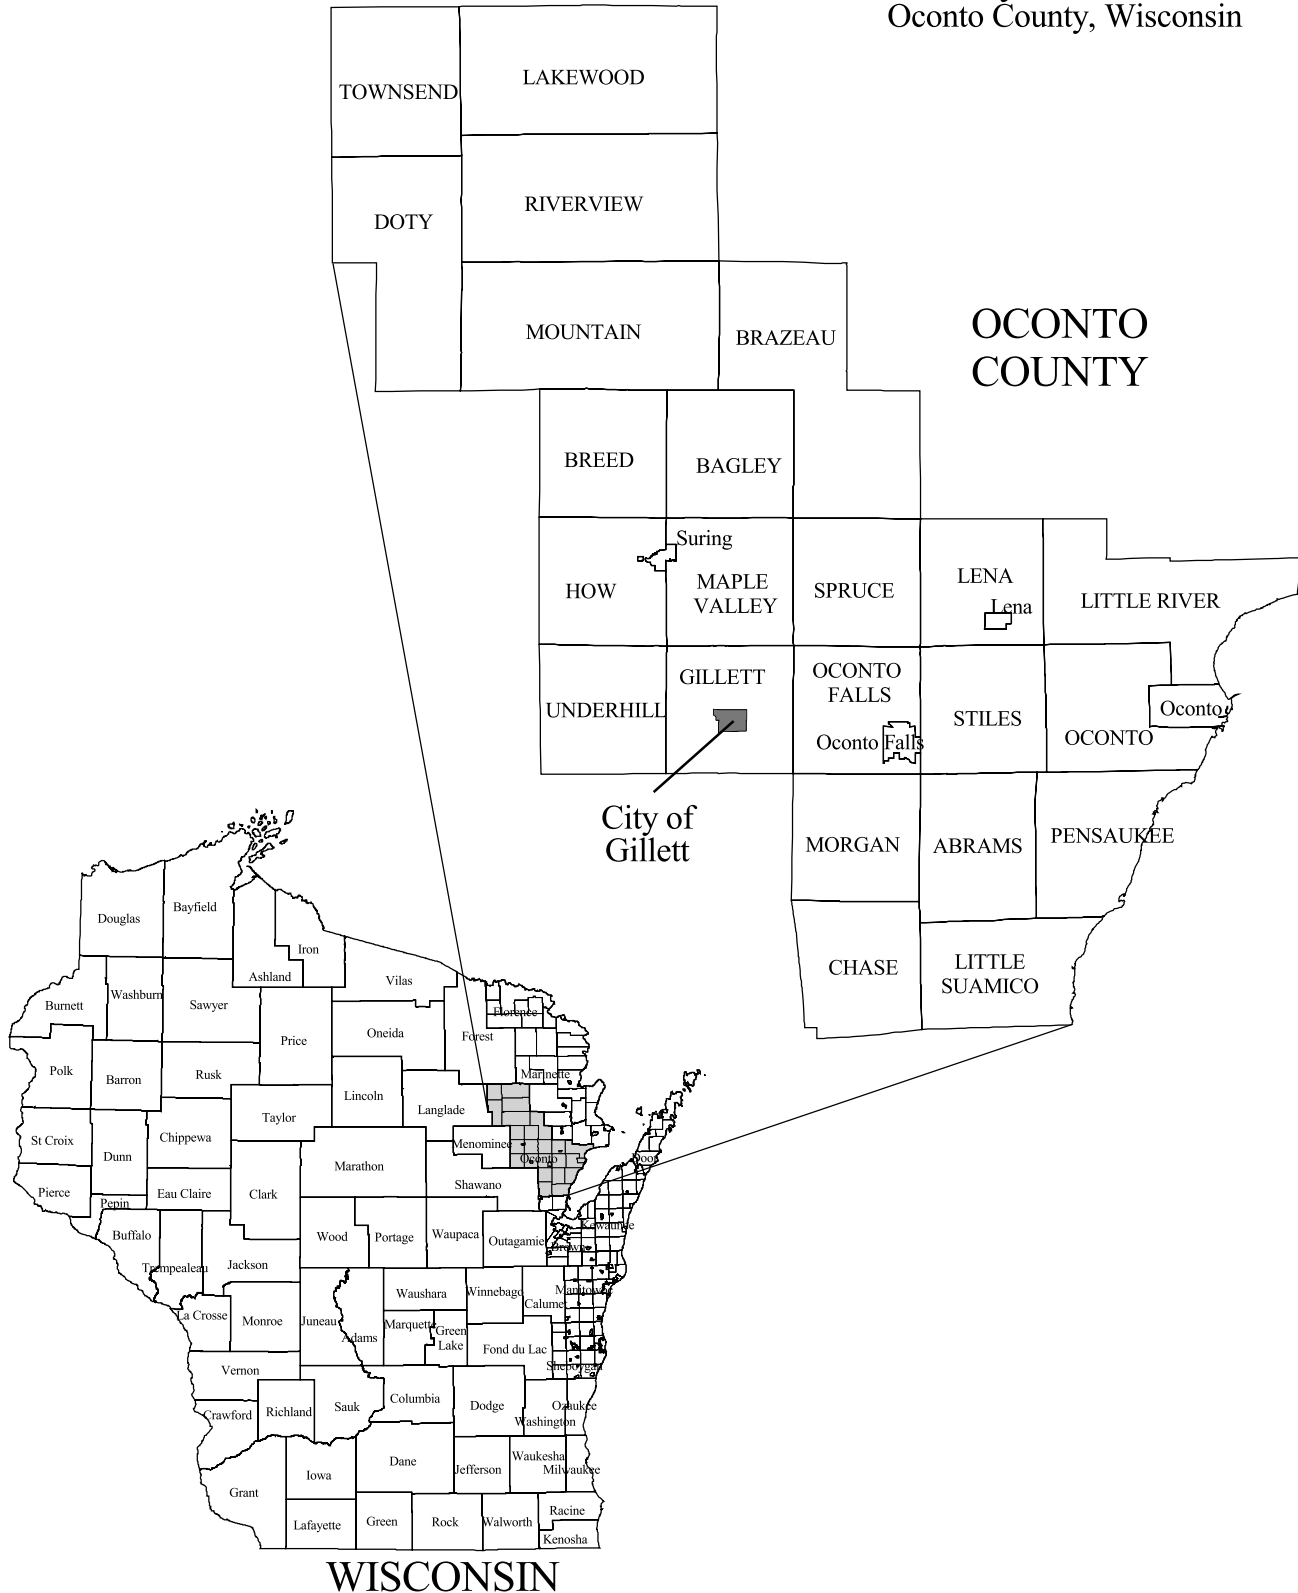 Oconto County, Wisconsin
TOWNSEND
LAKEWOOD
DOTY
RIVERVIEW
MOUNTAIN
BRAZEAU
OCONTO
COUNTY
BREED
BAGLEY
Suring
HOW
MAPLE
VALLEY
SPRUCE
LENA
Lena
LITTLE RIVER
UNDERHILL
GILLETT
OCONTO
FALLS
Oconto Falls
STILES
OCONTO
Oconto
City of
Gillett
MORGAN
ABRAMS
PENSAUKEE
CHASE
LITTLE
SUAMICO
Douglas
Bayfield
Ashland
Iron
Vilas
Burnett
Washburn
Sawyer
Price
Oneida
Forest
Florence
Marinette
Polk
Barron
Rusk
Taylor
Lincoln
Langlade
Menominee
Oconto
Door
St Croix
Dunn
Chippewa
Marathon
Shawano
Pierce
Pepin
Eau Claire
Clark
Buffalo
Trempealeau
Jackson
Wood
Portage
Waupaca
Outagamie
Brown
Kewaunee
La Crosse
Monroe
Juneau
Adams
Waushara
Winnebago
Calumet
Manitowoc
Marquette
Green
Lake
Fond du Lac
Sheboygan
Vernon
Crawford
Richland
Sauk
Columbia
Dodge
Washington
Ozaukee
Grant
Iowa
Dane
Jefferson
Waukesha
Milwaukee
Lafayette
Green
Rock
Walworth
Racine
Kenosha
WISCONSIN